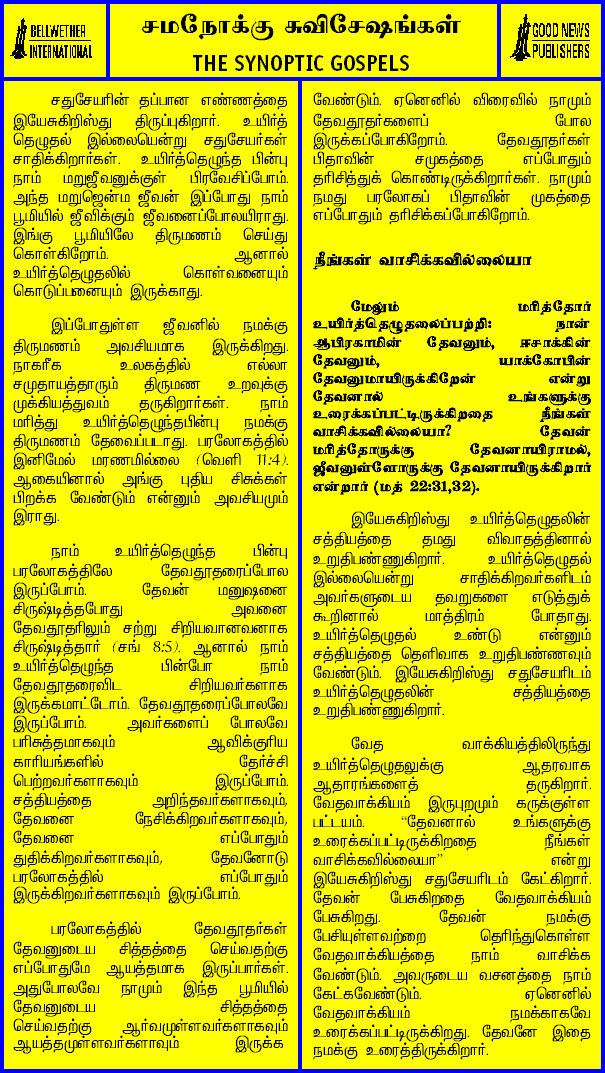 BELLWETHER
INTERNATIONAL
சமநோக்கு சுவிசேஷங்கள்
THE SYNOPTIC GOSPELS
GOOD NEWS
PUBLISHERS
சதுசேயரின் தப்பான எண்ணத்தை
இயேசுகிறிஸ்து திருப்புகிறார். உயிர்த்
தெழுதல் இல்லையென்று சதுசேயர்கள்
சாதிக்கிறார்கள். உயிர்த்தெழுந்த பின்பு
நாம் மறுஜீவனுக்குள் பிரவேசிப்போம்.
அந்த மறுஜென்ம ஜீவன் இப்போது நாம்
பூமியில் ஜீவிக்கும் ஜீவனைப்போலயிராது.
இங்கு பூமியிலே திருமணம் செய்து
கொள்கிறோம். ஆனால்
உயிர்த்தெழுதலில் கொள்வனையும்
கொடுப்பனையும் இருக்காது.
இப்போதுள்ள ஜீவனில் நமக்கு
திருமணம் அவசியமாக இருக்கிறது.
நாகரீக உலகத்தில் எல்லா
சமுதாயத்தாரும் திருமண உறவுக்கு
முக்கியத்துவம் தருகிறார்கள். நாம்
மரித்து உயிர்த்தெழுந்தபின்பு நமக்கு
திருமணம் தேவைப்படாது. பரலோகத்தில்
இனிமேல் மரணமில்லை (வெளி 11:4).
ஆகையினால் அங்கு புதிய சிசுக்கள்
பிறக்க வேண்டும் என்னும் அவசியமும்
இராது.
நாம் உயிர்த்தெழுந்த பின்பு
பரலோகத்திலே தேவதூதரைப்போல
இருப்போம். தேவன் மனுஷனை
சிருஷ்டித்தபோது அவனை
தேவதூதரிலும் சற்று சிறியவானவனாக
சிருஷ்டித்தார் (சங் 8:5). ஆனால் நாம்
உயிர்த்தெழுந்த பின்போ நாம்
தேவதூதரைவிட சிறியவர்களாக
இருக்கமாட்டோம். தேவதூதரைப்போலவே
இருப்போம். அவர்களைப் போலவே
பரிசுத்தமாகவும் ஆவிக்குரிய
காரியங்களில் தேர்ச்சி
பெற்றவர்களாகவும் இருப்போம்.
சத்தியத்தை அறிந்தவர்களாகவும்,
தேவனை நேசிக்கிறவர்களாகவும்,
தேவனை எப்போதும்
துதிக்கிறவர்களாகவும், தேவனோடு
பரலோகத்தில் எப்போதும்
இருக்கிறவர்களாகவும் இருப்போம்.
பரலோகத்தில் தேவதூதர்கள்
தேவனுடைய சித்தத்தை செய்வதற்கு
எப்போதுமே ஆயத்தமாக இருப்பார்கள்.
அதுபோலவே நாமும் இந்த பூமியில்
தேவனுடைய சித்தத்தை
செய்வதற்கு ஆர்வமுள்ளவர்களாகவும்
ஆயத்தமுள்ளவர்களாவும் இருக்க
வேண்டும். ஏனெனில் விரைவில் நாமும்
தேவதூதர்களைப் போல
இருக்கப்போகிறோம். தேவதூதர்கள்
பிதாவின் சமுகத்தை எப்போதும்
தரிசித்துக் கொண்டிருக்கிறார்கள். நாமும்
நமது பரலோகப் பிதாவின் முகத்தை
எப்போதும் தரிசிக்கப்போகிறோம்.
நீங்கள் வாசிக்கவில்லையா
மேலும் மரித்தோர்
உயிர்த்தெழுதலைப்பற்றி: நான்
ஆபிரகாமின் தேவனும், ஈசாக்கின்
தேவனும், யாக்கோபின்
தேவனுமாயிருக்கிறேன் என்று
தேவனால் உங்களுக்கு
உரைக்கப்பட்டிருக்கிறதை நீங்கள்
வாசிக்கவில்லையா? தேவன்
மரித்தோருக்கு தேவனாயிராமல்,
ஜீவனுள்ளோருக்கு தேவனாயிருக்கிறார்
என்றார் (மத் 22:31,32).
இயேசுகிறிஸ்து உயிர்த்தெழுதலின்
சத்தியத்தை தமது விவாதத்தினால்
உறுதிபண்ணுகிறார். உயிர்த்தெழுதல்
இல்லையென்று சாதிக்கிறவர்களிடம்
அவர்களுடைய தவறுகளை எடுத்துக்
கூறினால் மாத்திரம் போதாது.
உயிர்த்தெழுதல் உண்டு என்னும்
சத்தியத்தை தெளிவாக உறுதிபண்ணவும்
வேண்டும். இயேசுகிறிஸ்து சதுசேயரிடம்
உயிர்த்தெழுதலின் சத்தியத்தை
உறுதிபண்ணுகிறார்.
வேத வாக்கியத்திலிருந்து
உயிர்த்தெழுதலுக்கு ஆதரவாக
ஆதாரங்களைத் தருகிறார்.
வேதவாக்கியம் இருபுறமும் கருக்குள்ள
பட்டயம். “தேவனால் உங்களுக்கு
உரைக்கப்பட்டிருக்கிறதை நீங்கள்
வாசிக்கவில்லையா” என்று
இயேசுகிறிஸ்து சதுசேயரிடம் கேட்கிறார்.
தேவன் பேசுகிறதை வேதவாக்கியம்
பேசுகிறது. தேவன் நமக்கு
பேசியுள்ளவற்றை தெரிந்துகொள்ள
வேதவாக்கியத்தை நாம் வாசிக்க
வேண்டும். அவருடைய வசனத்தை நாம்
கேட்கவேண்டும். ஏனெனில்
வேதவாக்கியம் நமக்காகவே
உரைக்கப்பட்டிருக்கிறது. தேவனே இதை
நமக்கு உரைத்திருக்கிறார்.